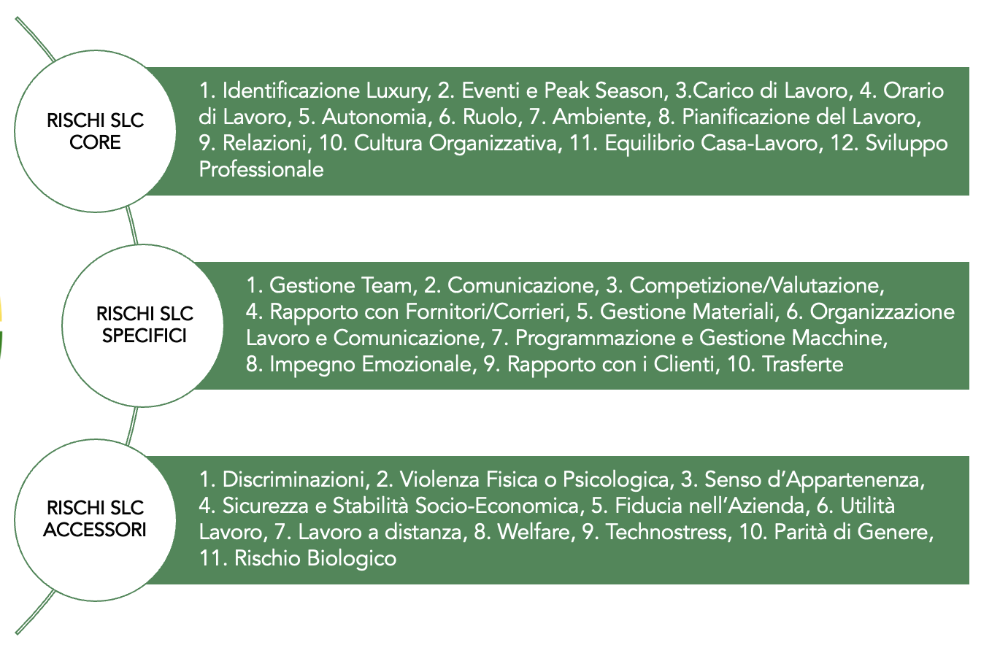 RISCHI SLC
CORE
1. Identificazione Luxury, 2. Eventi e Peak Season, 3.Carico di Lavoro, 4. Orario
di Lavoro, 5. Autonomia, 6. Ruolo, 7. Ambiente, 8. Pianificazione del Lavoro,
9. Relazioni, 10. Cultura Organizzativa, 11. Equilibrio Casa-Lavoro, 12. Sviluppo
Professionale
RISCHI SLC
SPECIFICI
1. Gestione Team, 2. Comunicazione, 3. Competizione/Valutazione,
4. Rapporto con Fornitori/Corrieri, 5. Gestione Materiali, 6. Organizzazione
Lavoro e Comunicazione, 7. Programmazione e Gestione Macchine,
8. Impegno Emozionale, 9. Rapporto con i Clienti, 10. Trasferte
RISCHI SLC
ACCESSORI
1. Discriminazioni, 2. Violenza Fisica o Psicologica, 3. Senso d’Appartenenza,
4. Sicurezza e Stabilità Socio-Economica, 5. Fiducia nell’Azienda, 6. Utilità
Lavoro, 7. Lavoro a distanza, 8. Welfare, 9. Technostress, 10. Parità di Genere,
11. Rischio Biologico